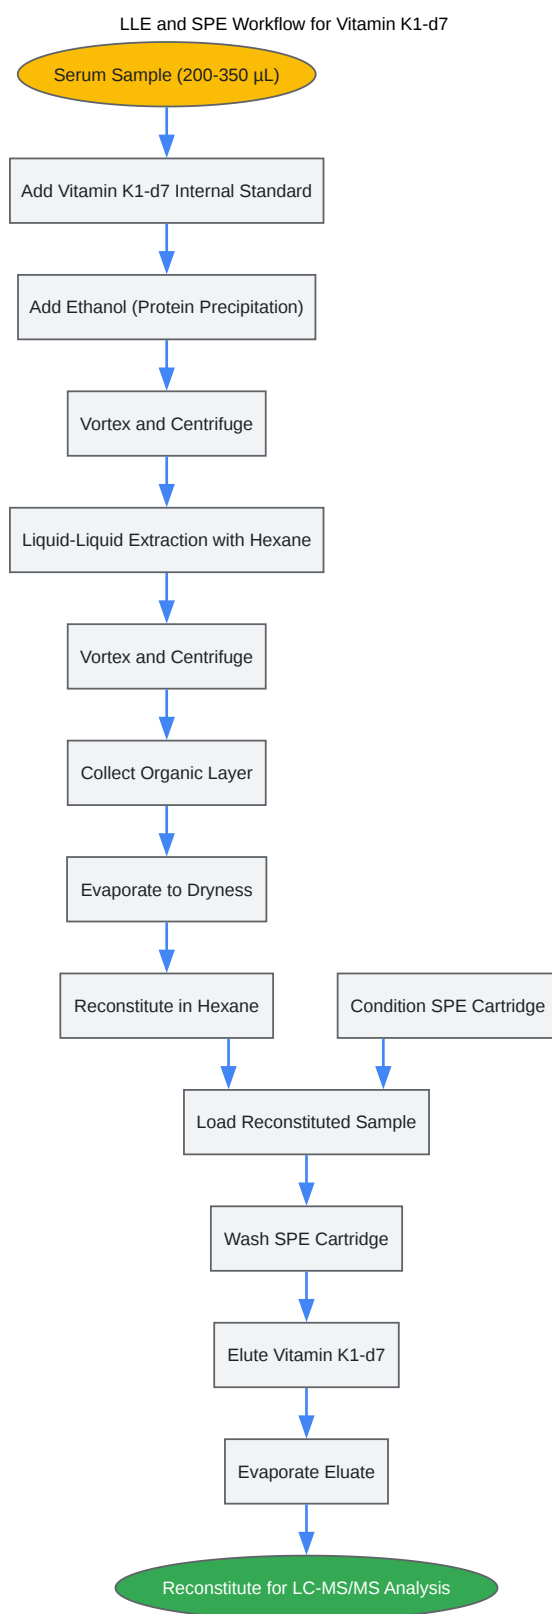 LLE and SPE Workflow for Vitamin K1-d7
Serum Sample (200-350 µL)
Add Vitamin K1-d7 Internal Standard
Add Ethanol (Protein Precipitation)
Vortex and Centrifuge
Liquid-Liquid Extraction with Hexane
Vortex and Centrifuge
Collect Organic Layer
Evaporate to Dryness
Reconstitute in Hexane
Condition SPE Cartridge
Load Reconstituted Sample
Wash SPE Cartridge
Elute Vitamin K1-d7
Evaporate Eluate
Reconstitute for LC-MS/MS Analysis